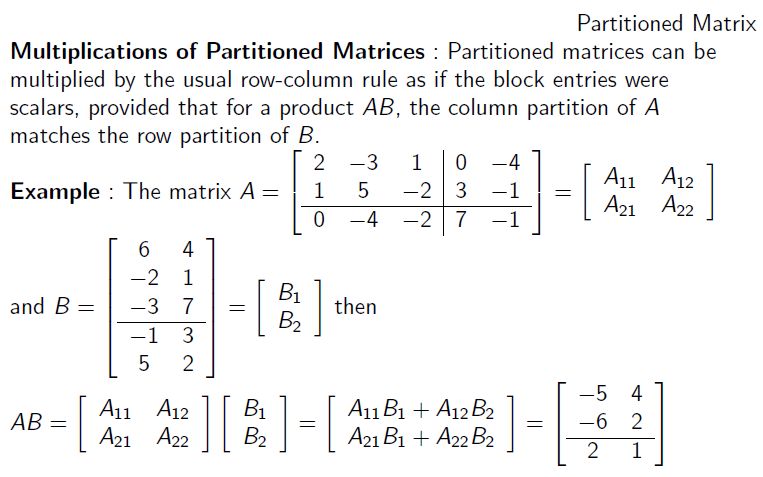 Partitioned Matrix
Multiplications of Partitioned Matrices : Partitioned matrices can be
multiplied by the usual row-column rule as if the block entries were
scalars, provided that for a product AB, the column partition of A
matches the row partition of B.
Example : The matrix A = [ 2 −3 1 | 0 −4
1 5 −2 | 3 −1
0 −4 −2 | 7 −1 ] = [ A₁₁ A₁₂
A₂₁ A₂₂ ]
and B = [ 6 4
−2 1
−3 7
−1 3
5 2 ] = [ B₁
B₂ ] then
AB = [ A₁₁ A₁₂
A₂₁ A₂₂ ] [ B₁
B₂ ] = [ A₁₁B₁ + A₁₂B₂
A₂₁B₁ + A₂₂B₂ ] = [ −5 4
−6 2
2 1 ]